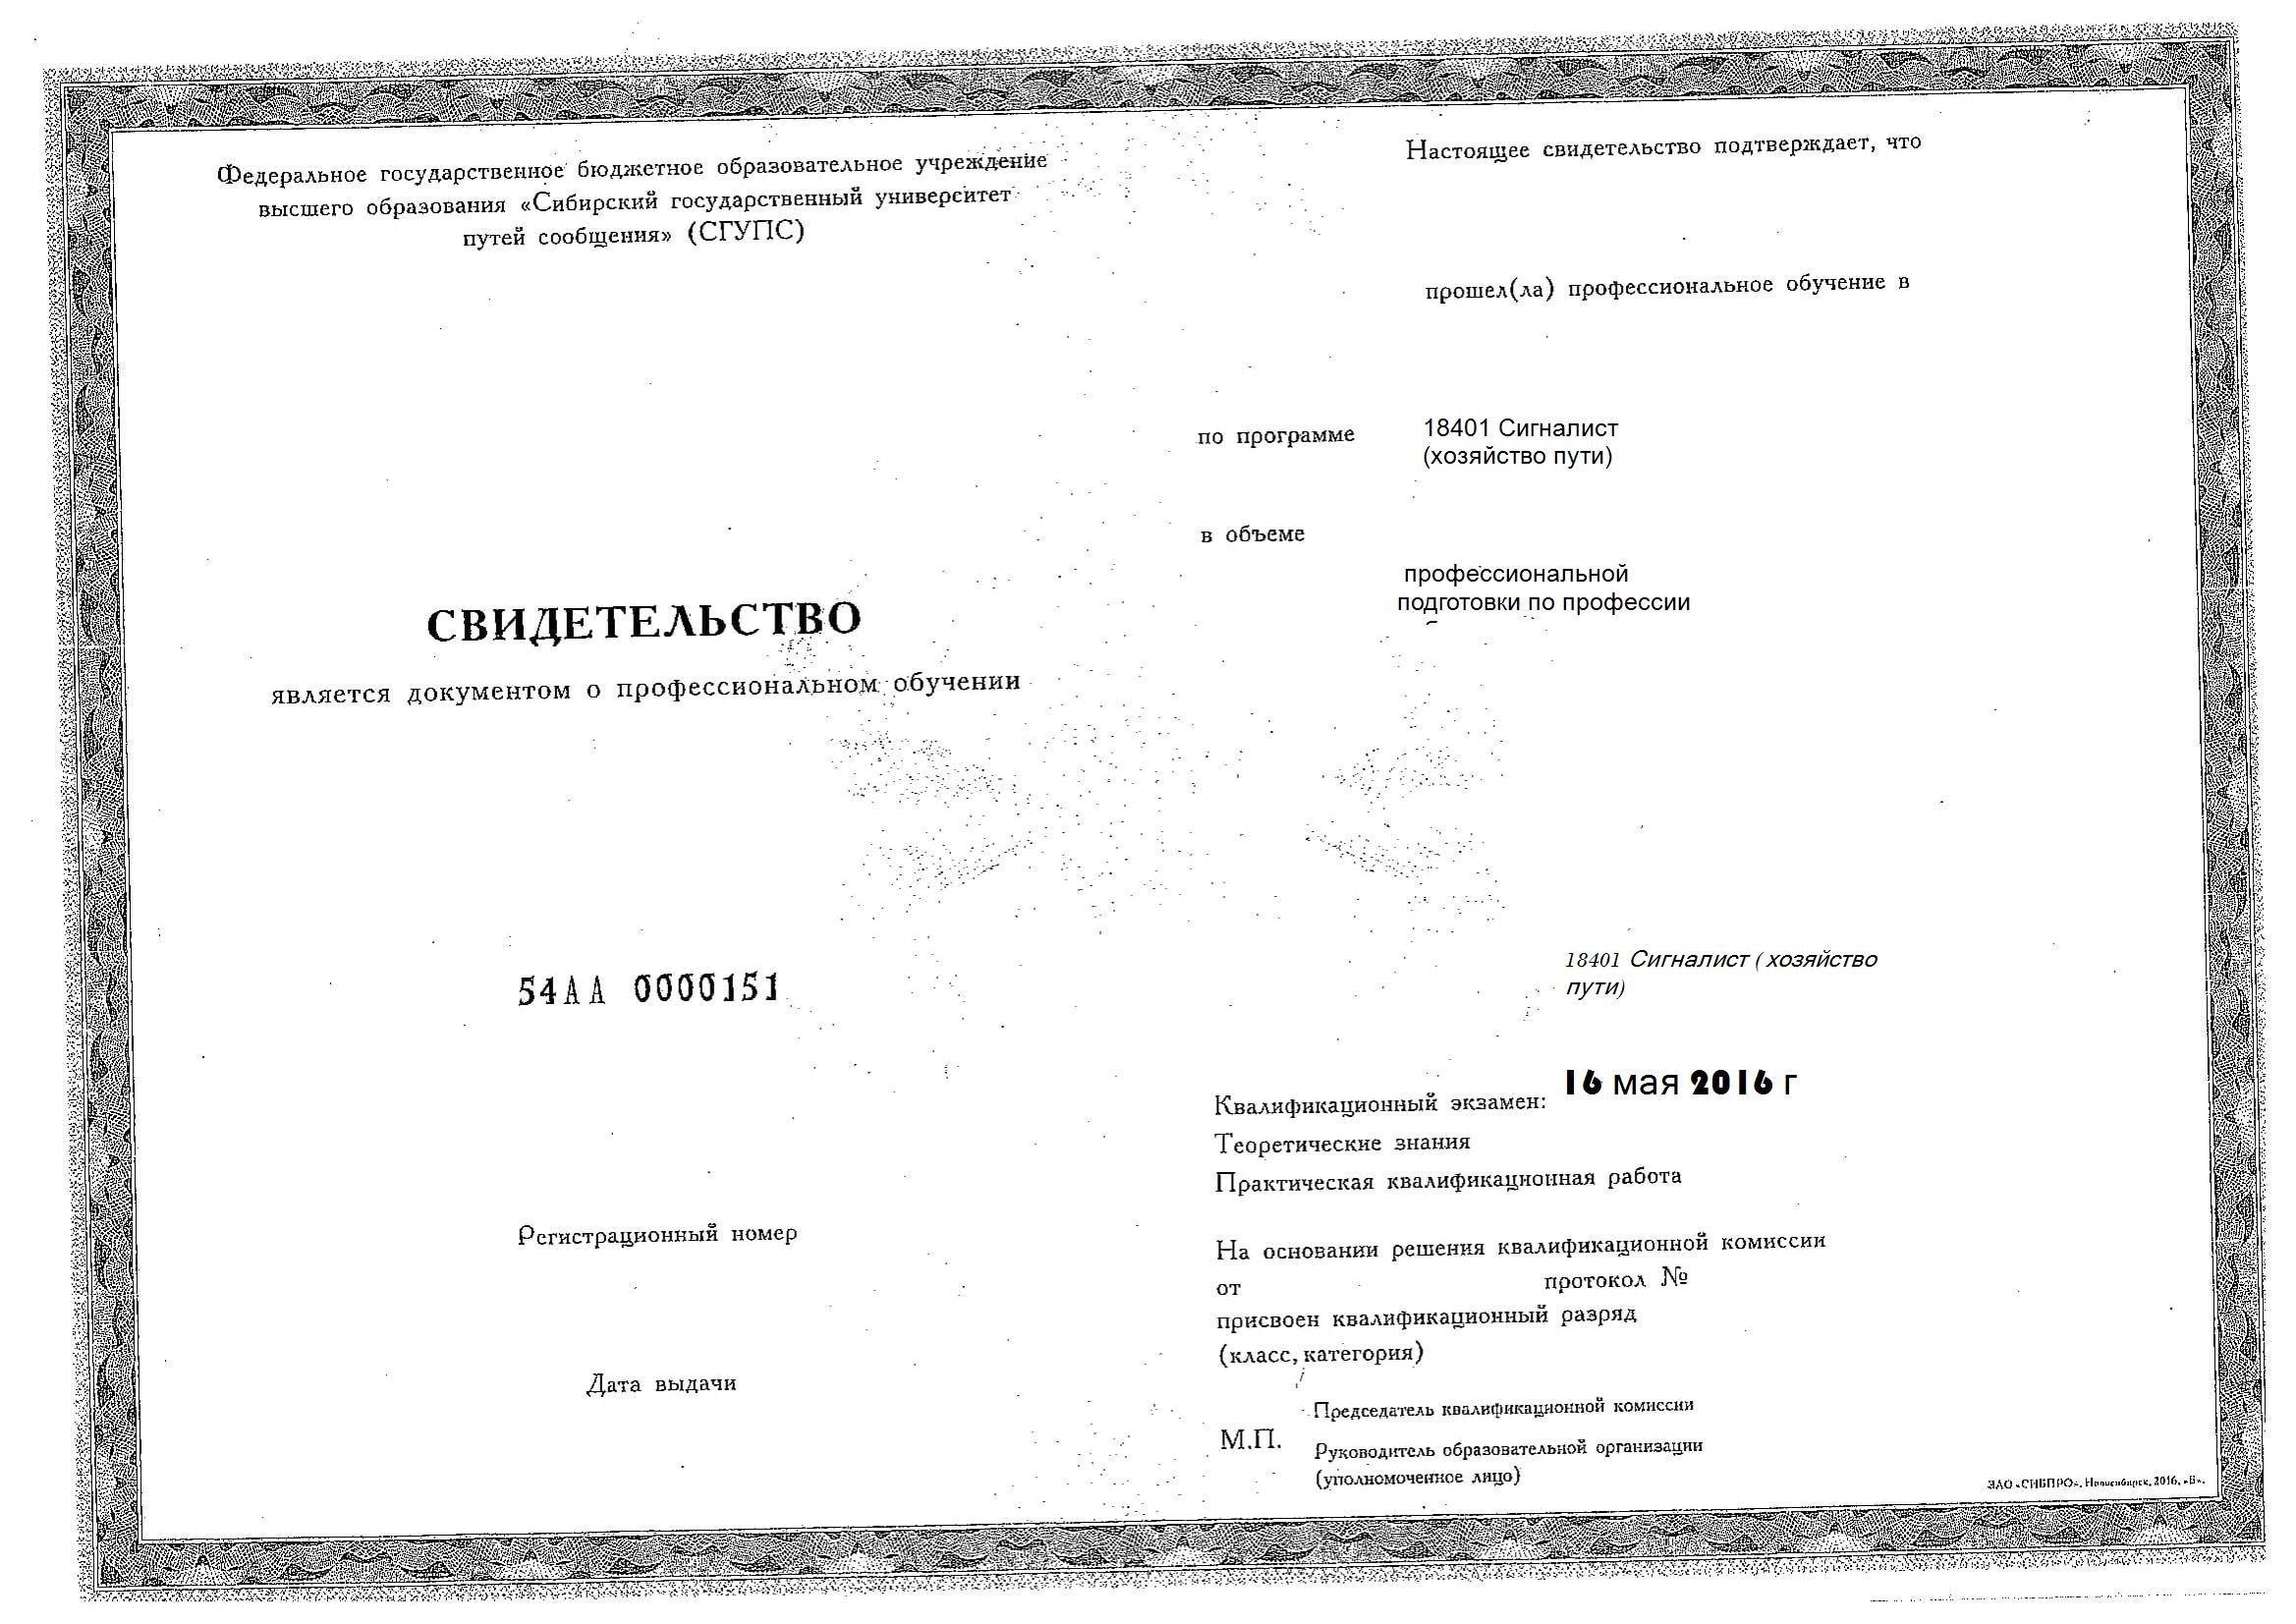 Федеральное государственное бюджетное образовательное учреждение
высшего образования «Сибирский государственный университет
путей сообщения» (СГУПС)
СВИДЕТЕЛЬСТВО
является документом о профессиональном обучении
54АА 0000151
Регистрационный номер
Дата выдачи
Настоящее свидетельство подтверждает, что
прошел(ла) профессиональное обучение в
по программе 18401 Сигналист
(хозяйство пути)
в объеме
профессиональной
подготовки по профессии
18401 Сигналист ( хозяйство
пути)
Квалификационный экзамен: 16 мая 2016 г
Теоретические знания
Практическая квалификационная работа
На основании решения квалификационной комиссии
от протокол №
присвоен квалификационный разряд
(класс, категория)
Председатель квалификационной комиссии
М.П.
Руководитель образовательной организации
(уполномоченное лицо)
ЗАО «СИБПРО», Новосибирск, 2016, «В».